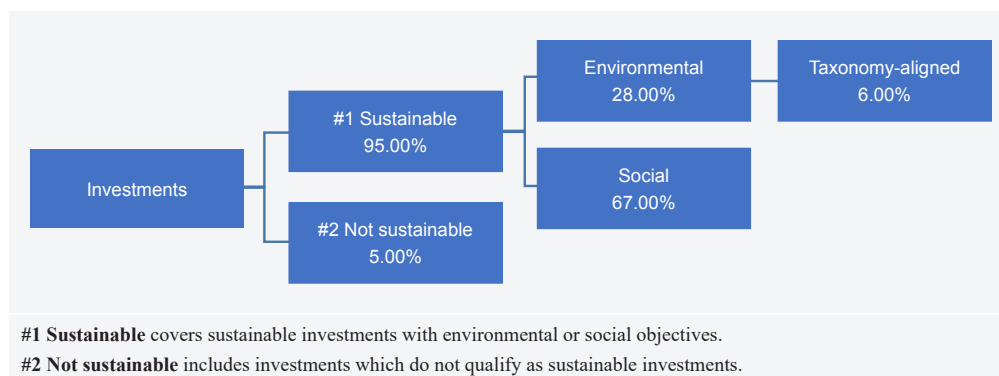 Investments
#1 Sustainable
95.00%
#2 Not sustainable
5.00%
Environmental
28.00%
Social
67.00%
Taxonomy-aligned
6.00%
#1 Sustainable covers sustainable investments with environmental or social objectives.
#2 Not sustainable includes investments which do not qualify as sustainable investments.